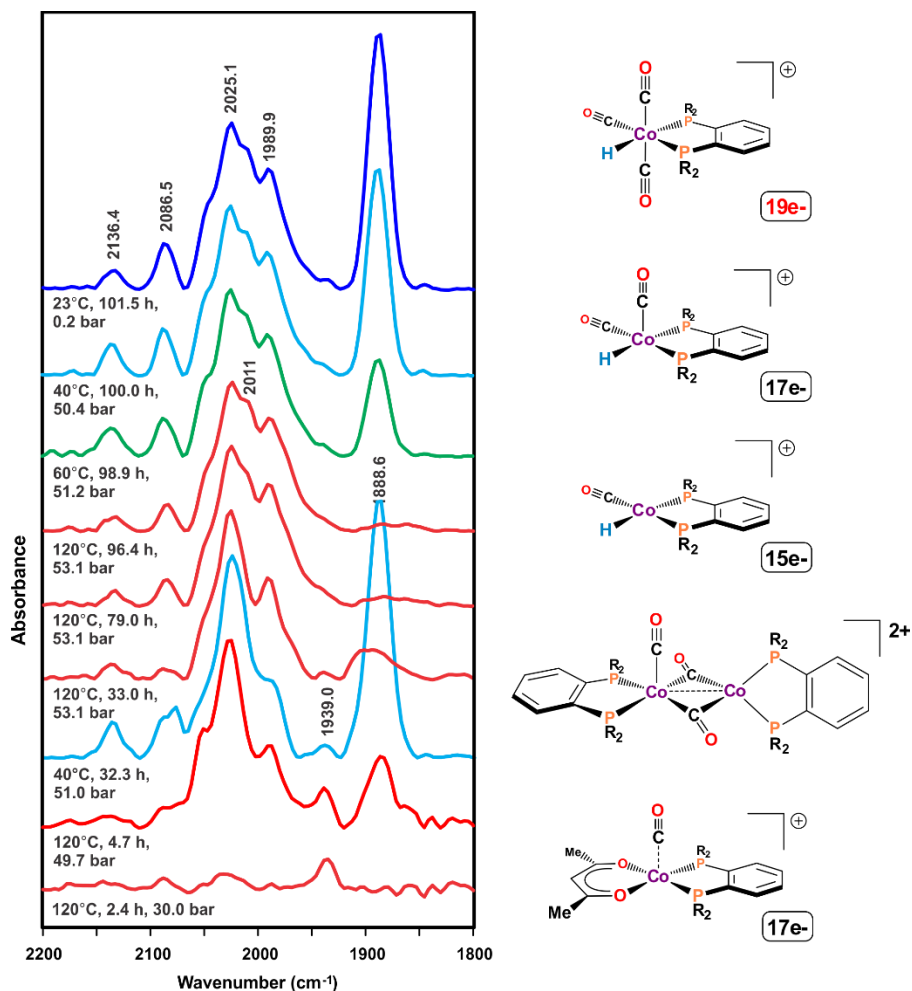 2136.4
2086.5
2025.1
1989.9
23°C, 101.5 h,
0.2 bar
40°C, 100.0 h,
50.4 bar
2011
60°C, 98.9 h,
51.2 bar
888.6
120°C, 96.4 h,
53.1 bar
120°C, 79.0 h,
53.1 bar
120°C, 33.0 h,
53.1 bar
1939.0
40°C, 32.3 h,
51.0 bar
120°C, 4.7 h,
49.7 bar
120°C, 2.4 h, 30.0 bar
Absorbance
2200 2100 2000 1900 1800
Wavenumber (cm-1)
O
C
O C
R2
P
Co
H
P
R2
C
O
+
19e-
O
C
O C
R2
P
Co
H
P
R2
+
17e-
O C
R2
P
Co
H
P
R2
+
15e-
2+
O
C
R2
P
O
C
R2
P
Co
Co
P
R2
C
O
P
R2
+
O
C
Me
O
R2
P
Co
O
P
R2
Me
17e-